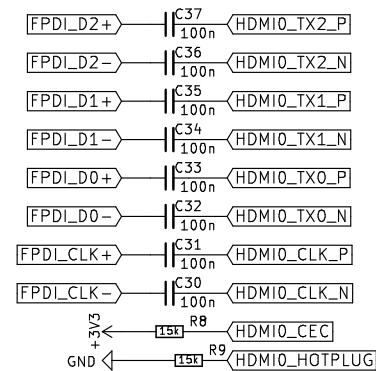 C37
FPDI_D2+ 100n HDMI0_TX2_P
C36
FPDI_D2- 100n HDMI0_TX2_N
C35
FPDI_D1+ 100n HDMI0_TX1_P
C34
FPDI_D1- 100n HDMI0_TX1_N
C33
FPDI_D0+ 100n HDMI0_TX0_P
C32
FPDI_D0- 100n HDMI0_TX0_N
C31
FPDI_CLK+ 100n HDMI0_CLK_P
C30
FPDI_CLK- 100n HDMI0_CLK_N
R8
+3V3 15k HDMI0_CEC
R9
GND 15k HDMI0_HOTPLUG